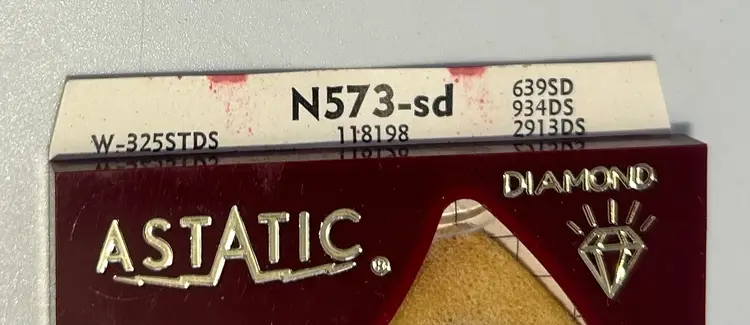 N573-sd
639SD
934DS
W-325STDS
118198
2913DS
DIAMOND
ASTATIC®